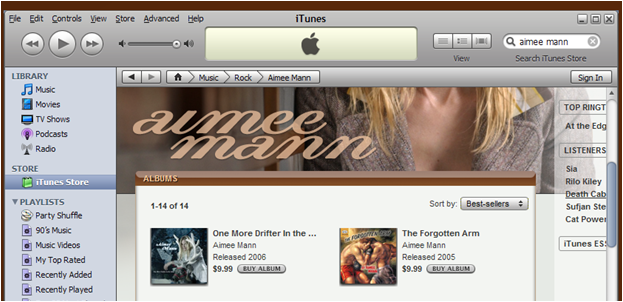 iTunes
File Edit Controls View Store Advanced Help
aimee mann
View
Search iTunes Store
LIBRARY
Music
Movies
TV Shows
Podcasts
Radio
STORE
iTunes Store
PLAYLISTS
Party Shuffle
90's Music
Music Videos
My Top Rated
Recently Added
Recently Played
Music Rock Aimee Mann
Sign In
aimee
mann
ALBUMS
1-14 of 14
Sort by: Best-sellers
One More Drifter In the ...
Aimee Mann
Released 2006
$9.99 BUY ALBUM
The Forgotten Arm
Aimee Mann
Released 2005
$9.99 BUY ALBUM
TOP RINGT
At the Edg
LISTENERS
Sia
Rilo Kiley
Death Cab
Sufjan Ste
Cat Power
iTunes ESS